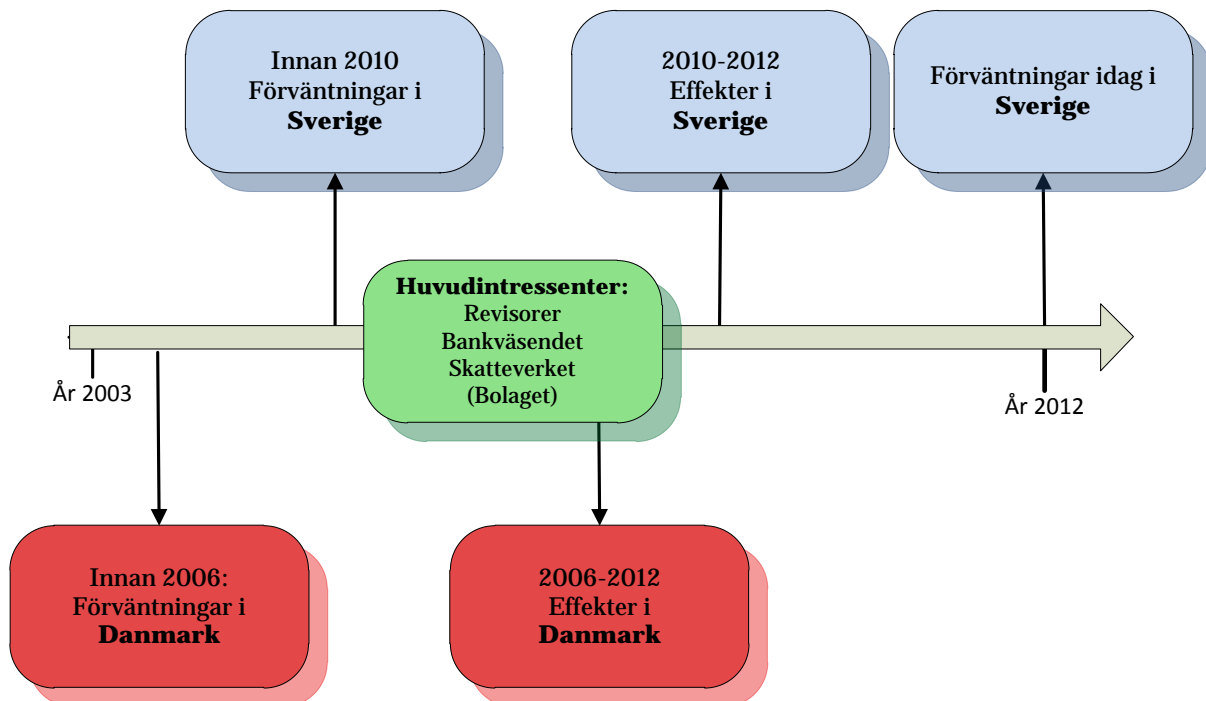 Innan 2010
Förväntningar i
Sverige
2010-2012
Effekter i
Sverige
Förväntningar idag i
Sverige
Huvudintressenter:
Revisorer
Bankväsendet
Skatteverket
(Bolaget)
År 2003
År 2012
Innan 2006:
Förväntningar i
Danmark
2006-2012
Effekter i
Danmark